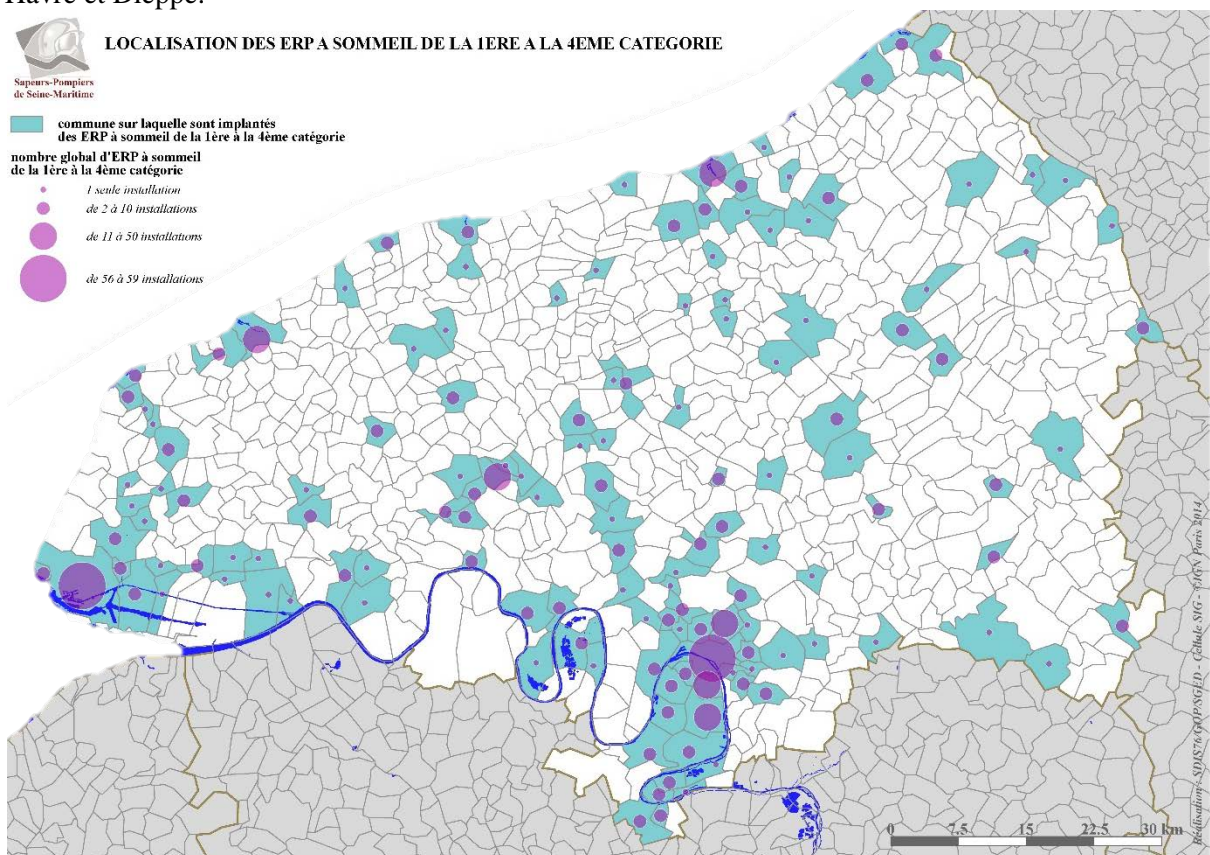 Havre et Dieppe.
LOCALISATION DES ERP A SOMMEIL DE LA 1ERE A LA 4EME CATEGORIE
Sapeurs-Pompiers
de Seine-Maritime
commune sur laquelle sont implantés
des ERP à sommeil de la 1ère à la 4ème catégorie
nombre global d'ERP à sommeil
de la 1ère à la 4ème catégorie
1 seule installation
de 2 à 10 installations
de 11 à 50 installations
de 56 à 59 installations
Réalisation : SDIS76/GOP/SGED - Cellule SIG - ©IGN Paris 2014
0 7.5 15 22.5 30 km